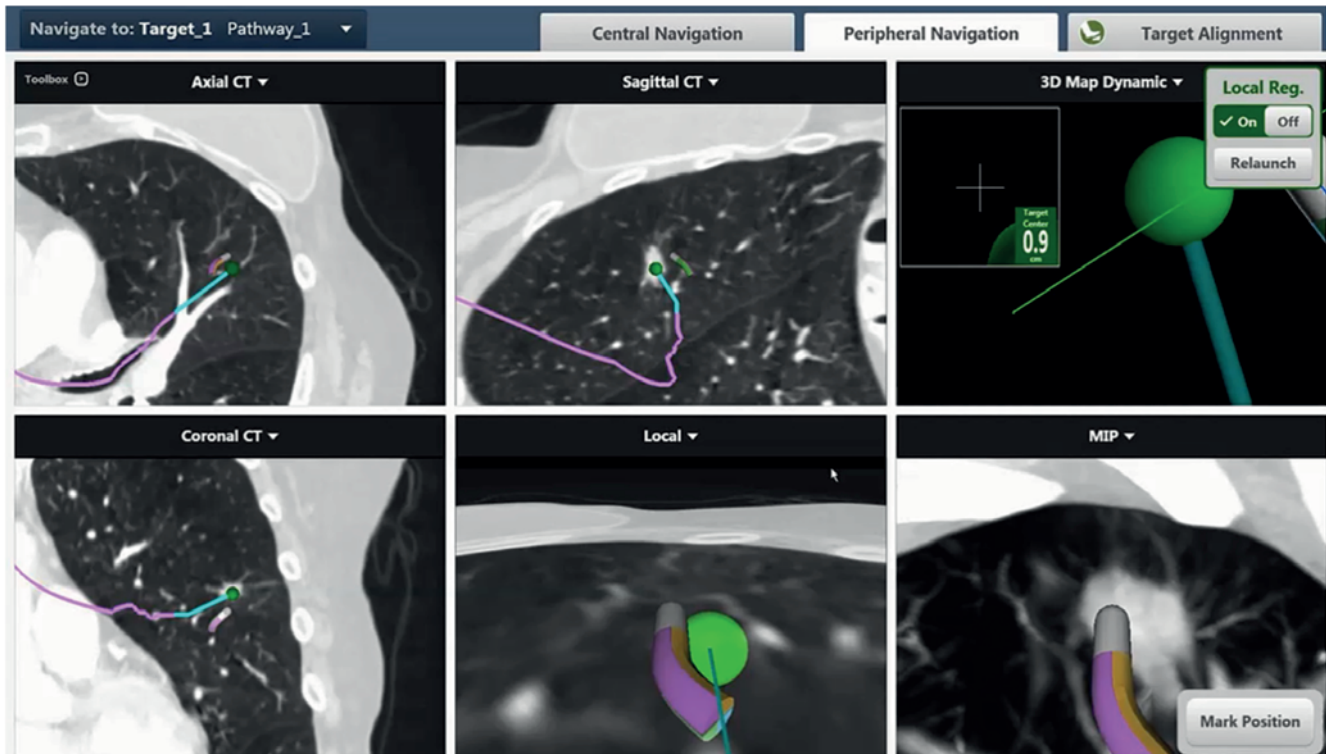 Navigate to: Target_1 Pathway_1
Central Navigation
Peripheral Navigation
Target Alignment
Toolbox
Axial CT
Sagittal CT
3D Map Dynamic
Local Reg.
On Off
Relaunch
Target
Center
0.9
cm
Coronal CT
Local
MIP
Mark Position